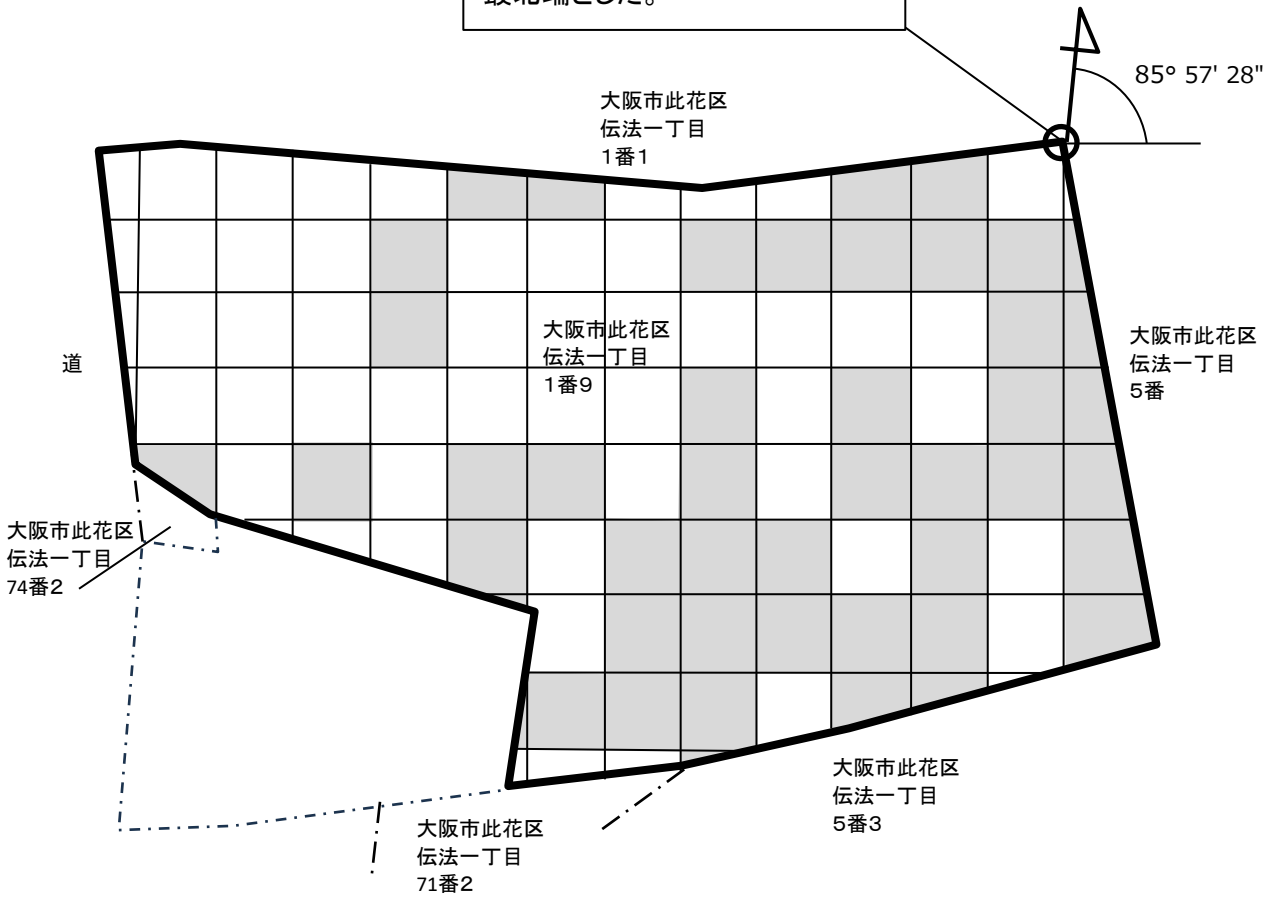 最北端とした。
85° 57' 28"
大阪市此花区
伝法一丁目
1番1
大阪市此花区
伝法一丁目
1番9
大阪市此花区
伝法一丁目
5番
道
大阪市此花区
伝法一丁目
74番2
大阪市此花区
伝法一丁目
5番3
大阪市此花区
伝法一丁目
71番2